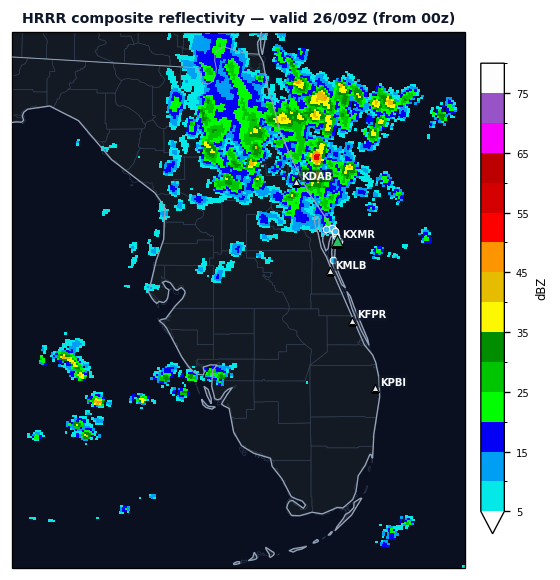 HRRR composite reflectivity — valid 26/09Z (from 00z)
KDAB
KXMR
KMLB
KFPR
KPBI
75
65
55
45
35
25
15
5
dBZ